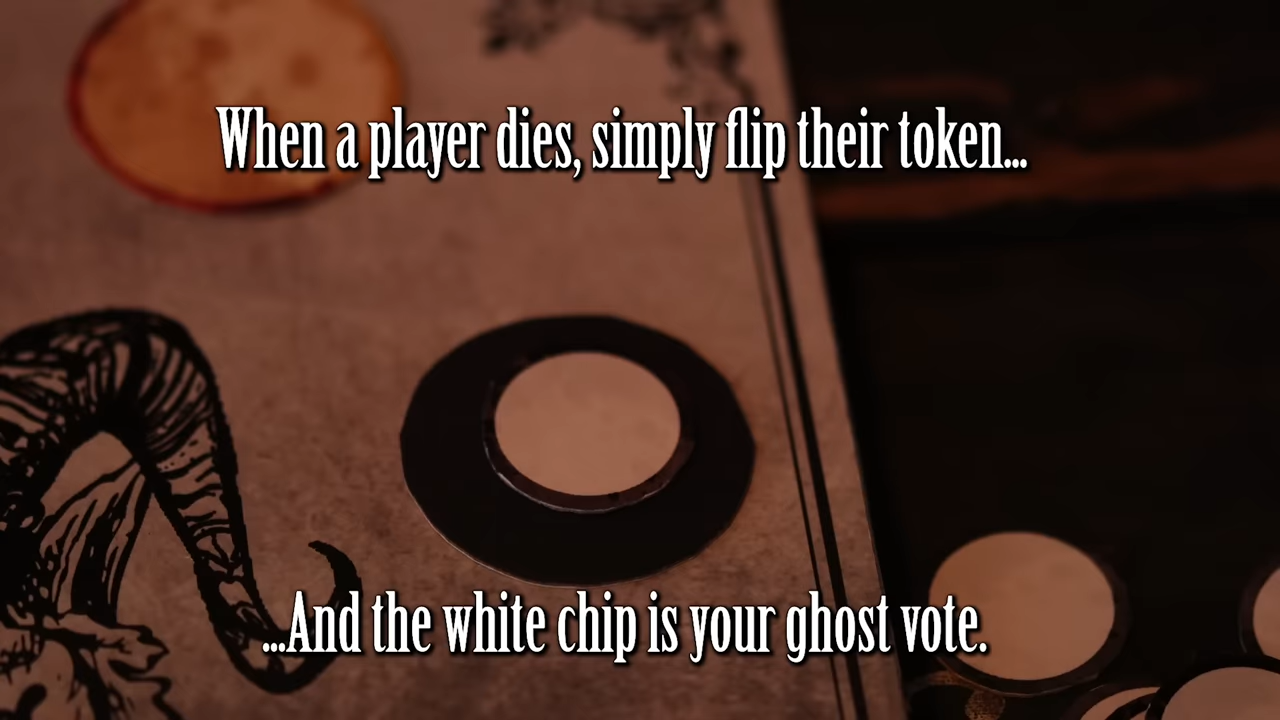 When a player dies, simply flip their token...
...And the white chip is your ghost vote.